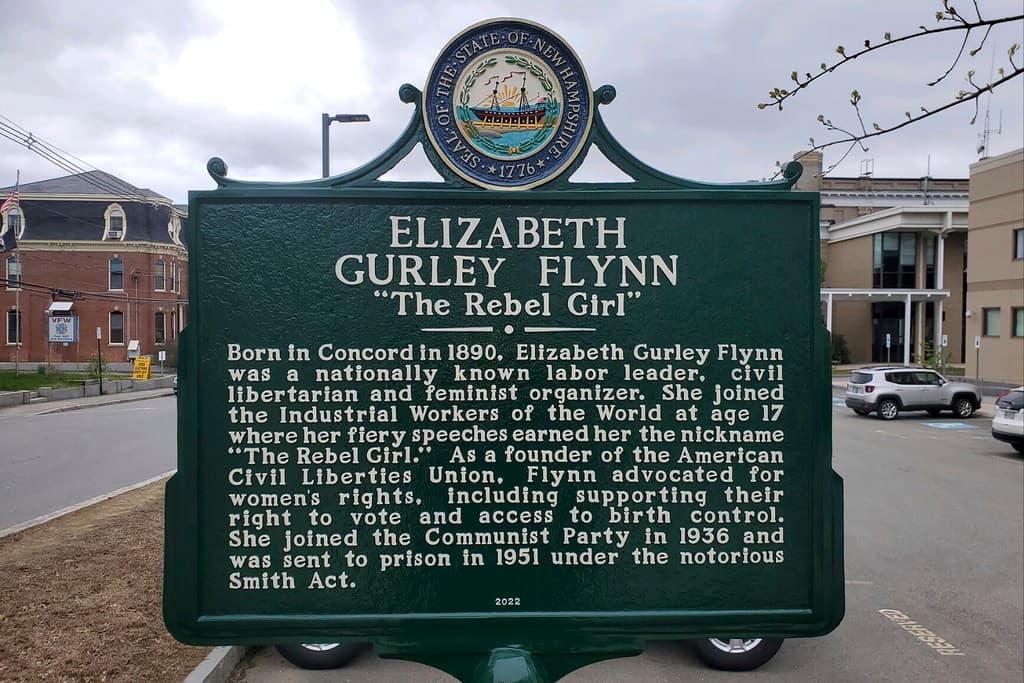 SEAL·OF·THE·STATE·OF·NEW HAMPSHIRE·
★1776★
ELIZABETH
GURLEY FLYNN
“The Rebel Girl”
Born in Concord in 1890, Elizabeth Gurley Flynn
was a nationally known labor leader, civil
libertarian and feminist organizer. She joined
the Industrial Workers of the World at age 17
where her fiery speeches earned her the nickname
“The Rebel Girl.” As a founder of the American
Civil Liberties Union, Flynn advocated for
women's rights, including supporting their
right to vote and access to birth control.
She joined the Communist Party in 1936 and
was sent to prison in 1951 under the notorious
Smith Act.
2022
VFW
RESERVED